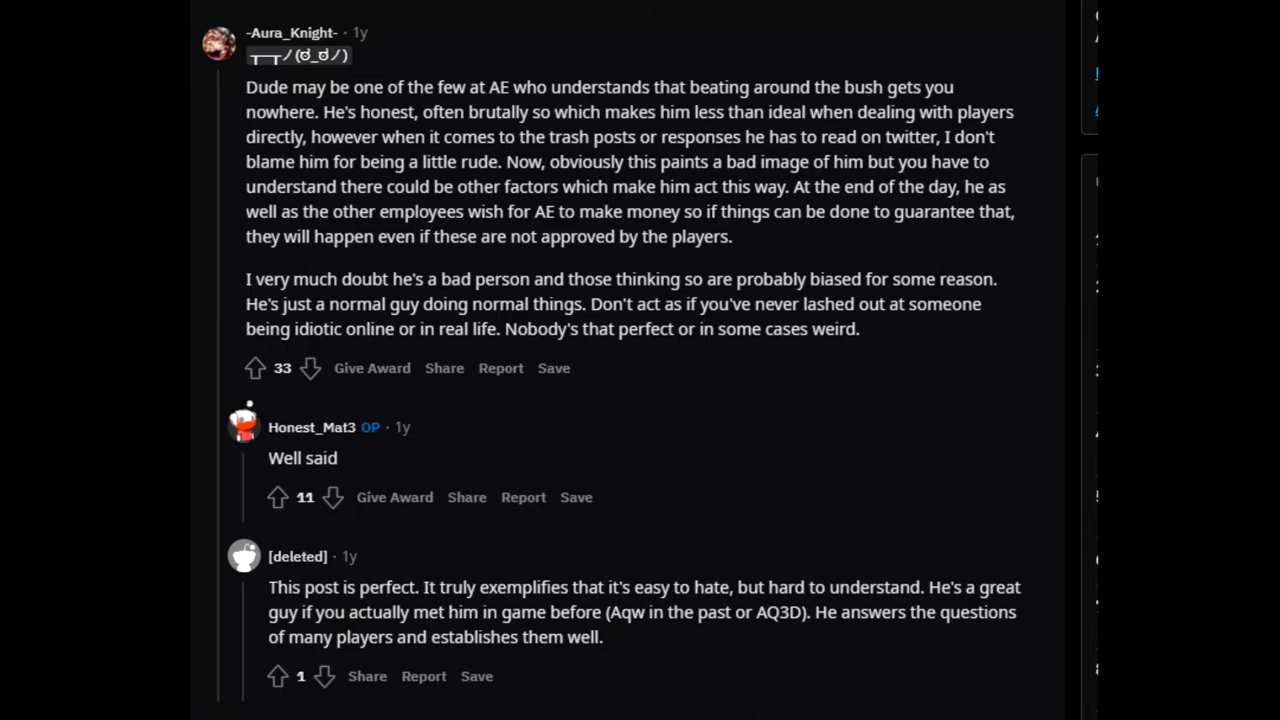 -Aura_Knight- · 1y
┬─┬ノ(ಠ_ಠノ)
Dude may be one of the few at AE who understands that beating around the bush gets you
nowhere. He's honest, often brutally so which makes him less than ideal when dealing with players
directly, however when it comes to the trash posts or responses he has to read on twitter, I don't
blame him for being a little rude. Now, obviously this paints a bad image of him but you have to
understand there could be other factors which make him act this way. At the end of the day, he as
well as the other employees wish for AE to make money so if things can be done to guarantee that,
they will happen even if these are not approved by the players.
I very much doubt he's a bad person and those thinking so are probably biased for some reason.
He's just a normal guy doing normal things. Don't act as if you've never lashed out at someone
being idiotic online or in real life. Nobody's that perfect or in some cases weird.
33 Give Award Share Report Save
Honest_Mat3 OP · 1y
Well said
11 Give Award Share Report Save
[deleted] · 1y
This post is perfect. It truly exemplifies that it's easy to hate, but hard to understand. He's a great
guy if you actually met him in game before (Aqw in the past or AQ3D). He answers the questions
of many players and establishes them well.
1 Share Report Save